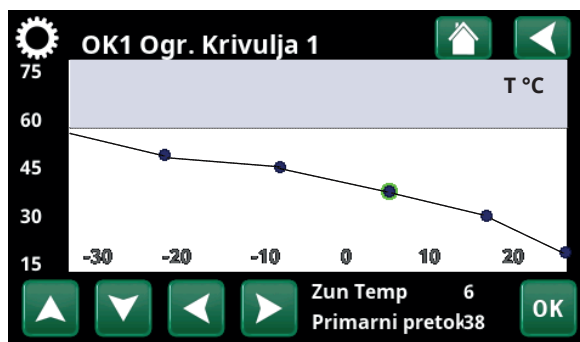 OK1 Ogr. Krivulja 1
75
T °C
60
45
30
15
-30 -20 -10 0 10 20
Zun Temp 6
Primarni pretok38
OK